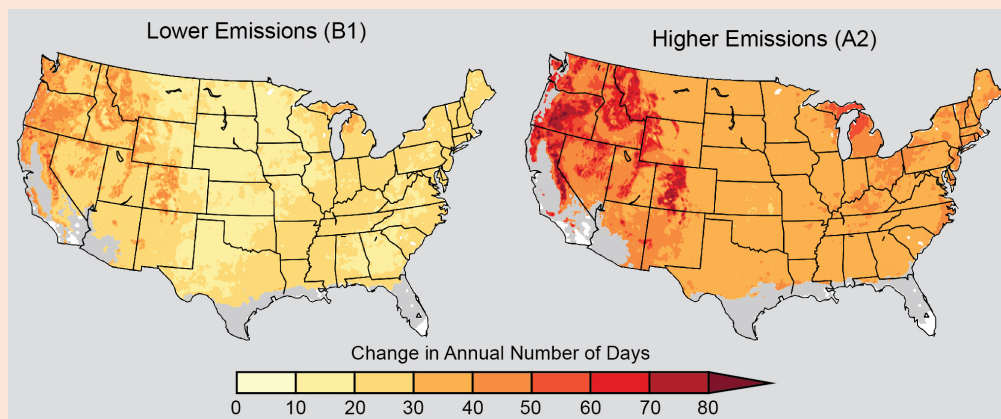 Lower Emissions (B1)
Higher Emissions (A2)
Change in Annual Number of Days
0 10 20 30 40 50 60 70 80